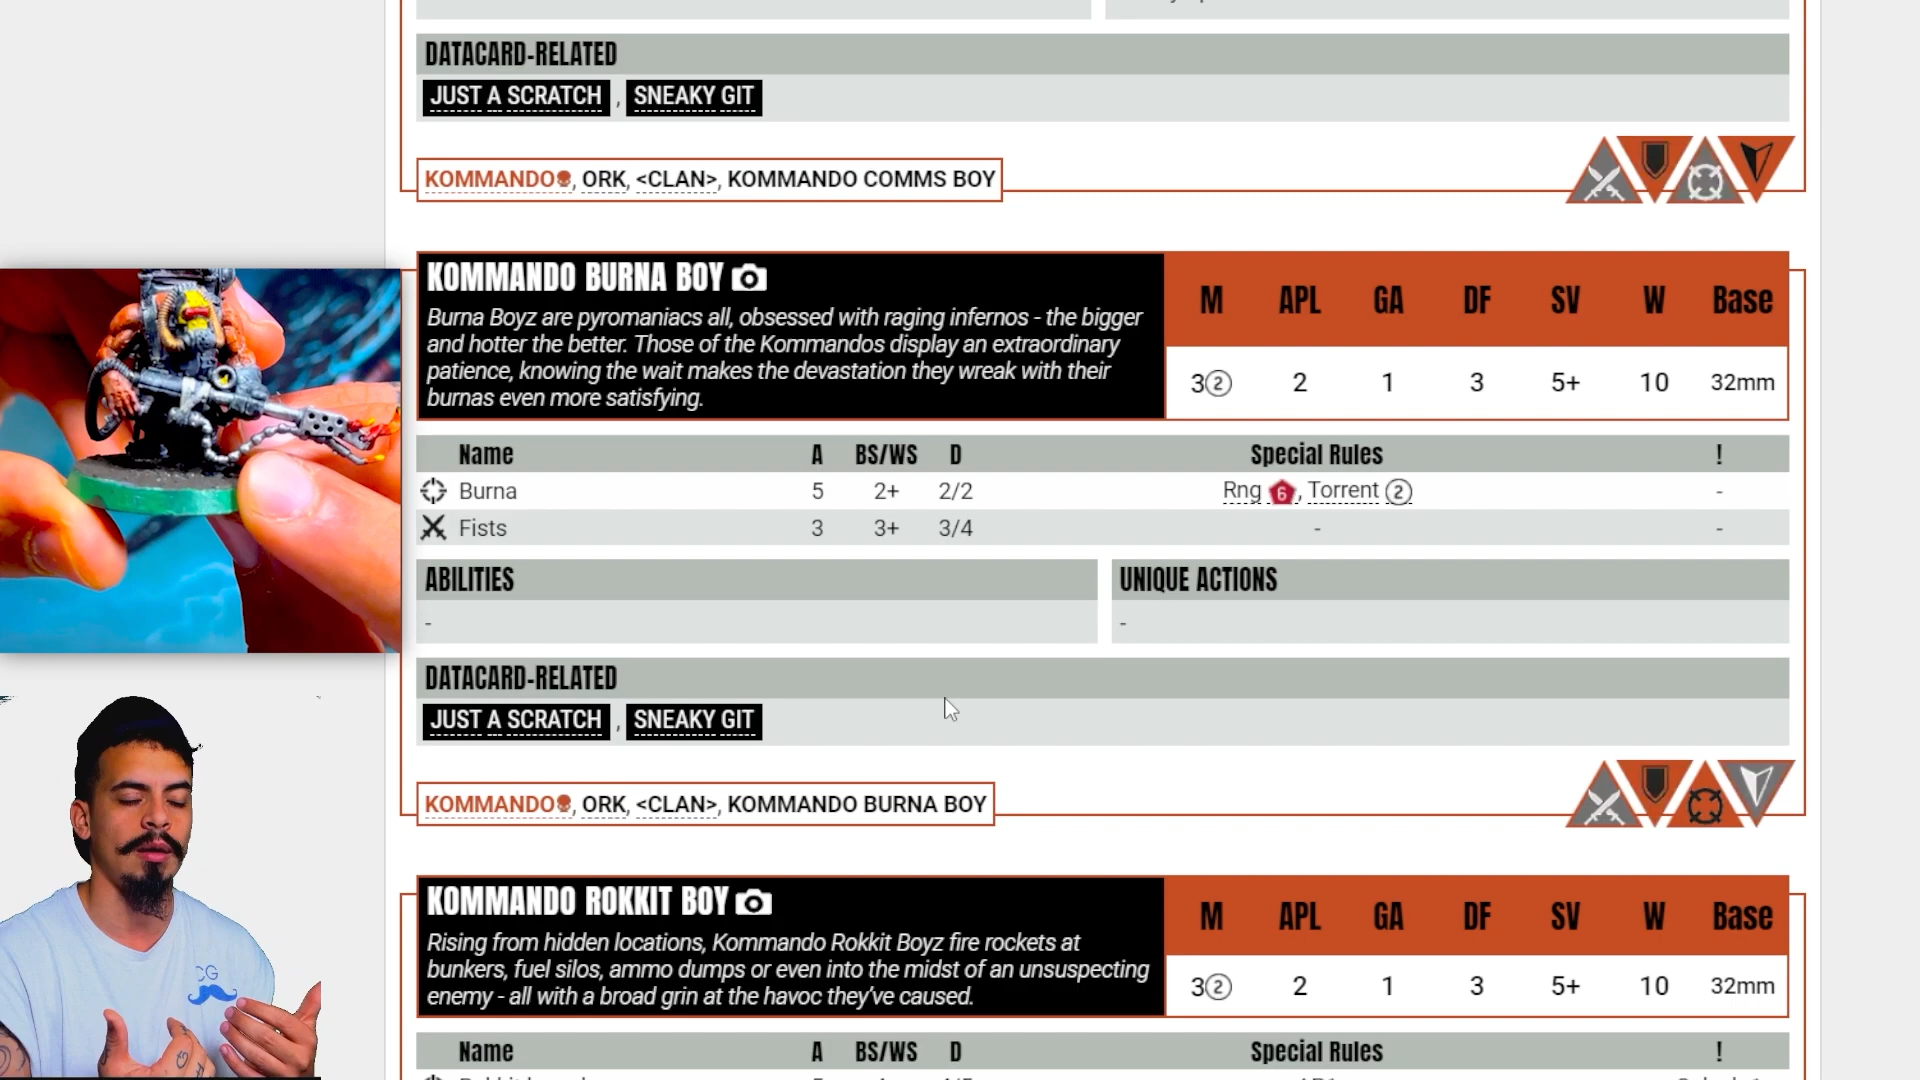 DATACARD-RELATED
JUST A SCRATCH , SNEAKY GIT
KOMMANDO, ORK, <CLAN>, KOMMANDO COMMS BOY
KOMMANDO BURNA BOY
Burna Boyz are pyromaniacs all, obsessed with raging infernos - the bigger
and hotter the better. Those of the Kommandos display an extraordinary
patience, knowing the wait makes the devastation they wreak with their
burnas even more satisfying.
M APL GA DF SV W Base
3② 2 1 3 5+ 10 32mm
Name A BS/WS D Special Rules !
Burna 5 2+ 2/2 Rng 6, Torrent ② -
Fists 3 3+ 3/4 - -
ABILITIES
-
UNIQUE ACTIONS
-
DATACARD-RELATED
JUST A SCRATCH , SNEAKY GIT
KOMMANDO, ORK, <CLAN>, KOMMANDO BURNA BOY
KOMMANDO ROKKIT BOY
Rising from hidden locations, Kommando Rokkit Boyz fire rockets at
bunkers, fuel silos, ammo dumps or even into the midst of an unsuspecting
enemy - all with a broad grin at the havoc they've caused.
M APL GA DF SV W Base
3② 2 1 3 5+ 10 32mm
Name A BS/WS D Special Rules !
CG